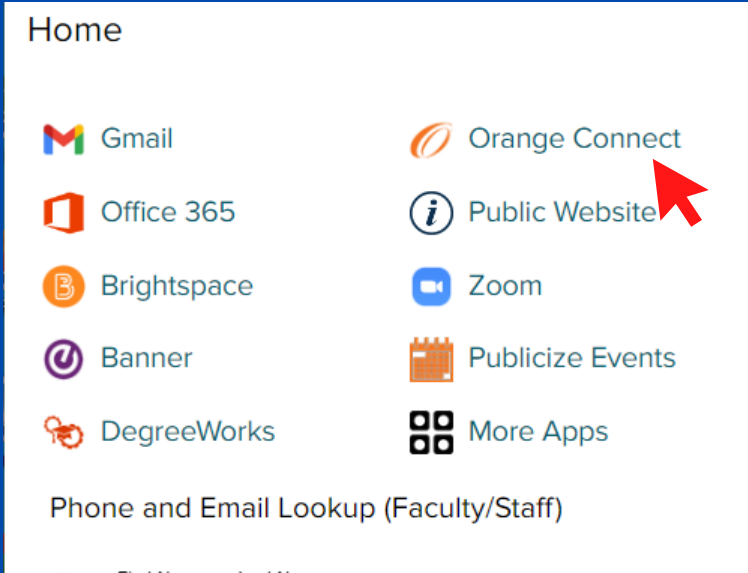 Home
Gmail
Orange Connect
Office 365
Public Website
Brightspace
Zoom
Banner
Publicize Events
DegreeWorks
More Apps
Phone and Email Lookup (Faculty/Staff)